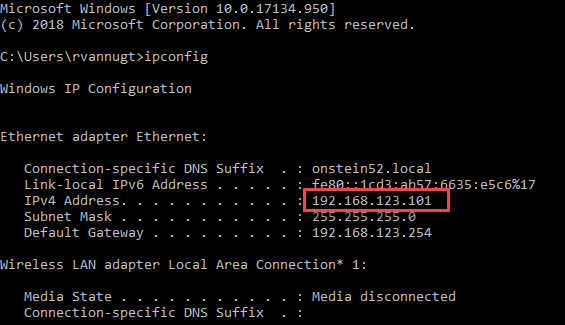 Microsoft Windows [Version 10.0.17134.950]
(c) 2018 Microsoft Corporation. All rights reserved.
C:\Users\rvannugt>ipconfig
Windows IP Configuration
Ethernet adapter Ethernet:
Connection-specific DNS Suffix  . : onstein52.local
Link-local IPv6 Address . . . . . : fe80::1cd3:ab57:6635:e5c6%17
IPv4 Address. . . . . . . . . . . : 192.168.123.101
Subnet Mask . . . . . . . . . . . : 255.255.255.0
Default Gateway . . . . . . . . . : 192.168.123.254
Wireless LAN adapter Local Area Connection* 1:
Media State . . . . . . . . . . . : Media disconnected
Connection-specific DNS Suffix  . :